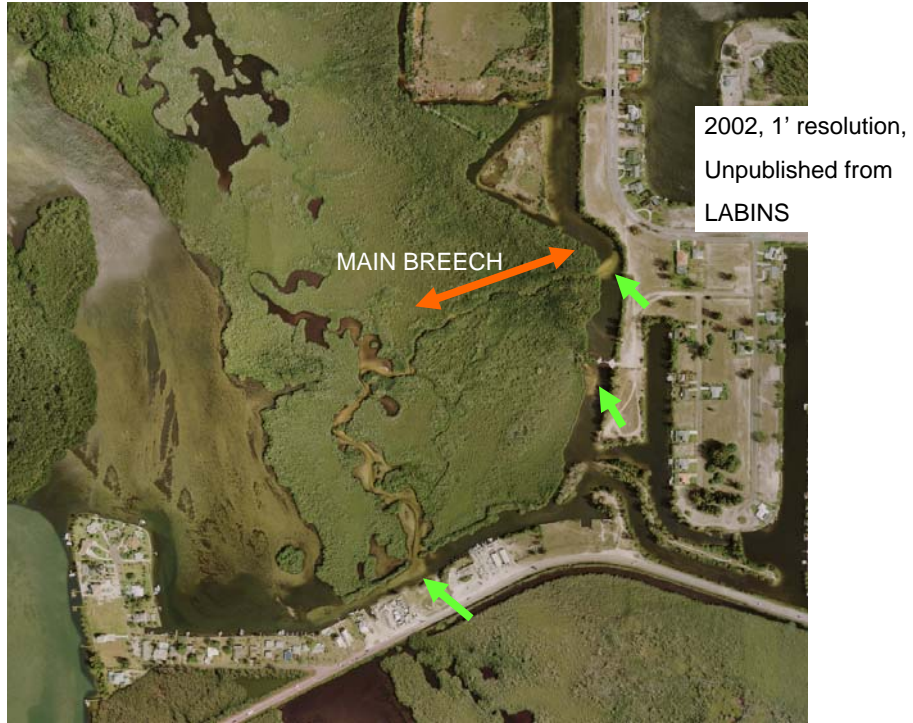 2002, 1’ resolution,
Unpublished from
LABINS
MAIN BREECH